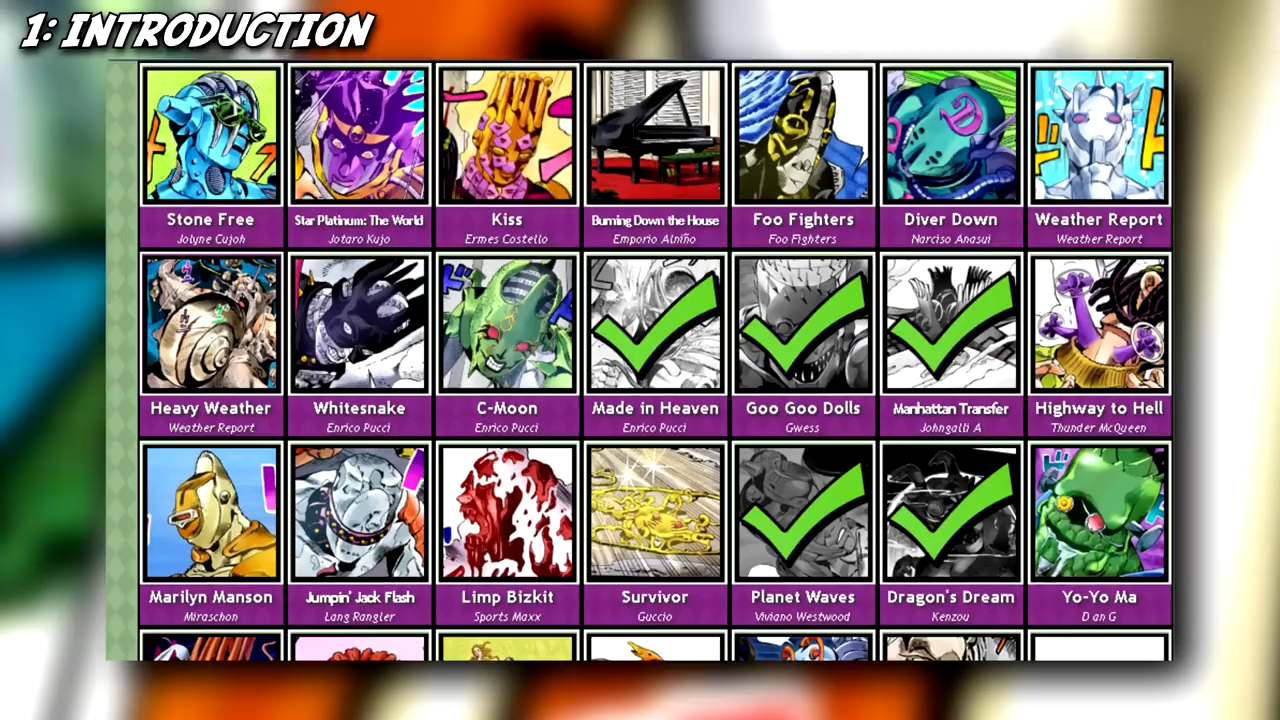 1: INTRODUCTION
Stone Free
Jolyne Cujoh
Star Platinum: The World
Jotaro Kujo
Kiss
Ermes Costello
Burning Down the House
Emporio Alniño
Foo Fighters
Foo Fighters
Diver Down
Narciso Anasui
Weather Report
Weather Report
Heavy Weather
Weather Report
Whitesnake
Enrico Pucci
C-Moon
Enrico Pucci
Made in Heaven
Enrico Pucci
Goo Goo Dolls
Gwess
Manhattan Transfer
Johngalli A
Highway to Hell
Thunder McQueen
Marilyn Manson
Miraschon
Jumpin' Jack Flash
Lang Rangler
Limp Bizkit
Sports Maxx
Survivor
Guccio
Planet Waves
Viviano Westwood
Dragon's Dream
Kenzou
Yo-Yo Ma
D an G